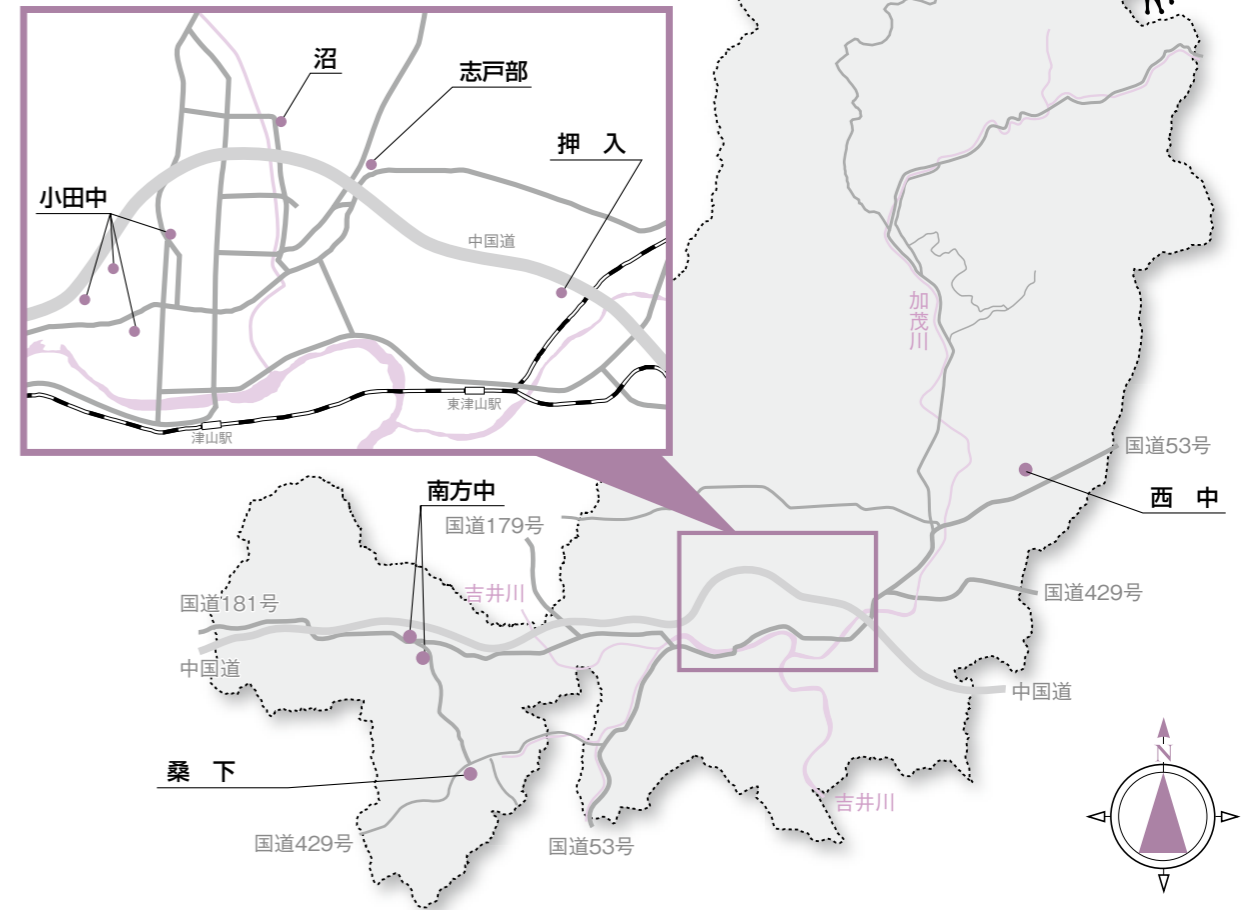 沼
志戸部
押　入
小田中
中国道
東津山駅
津山駅
加茂川
国道53号
西　中
南方中
国道179号
吉井川
国道181号
中国道
国道429号
中国道
桑　下
吉井川
国道429号
国道53号
N